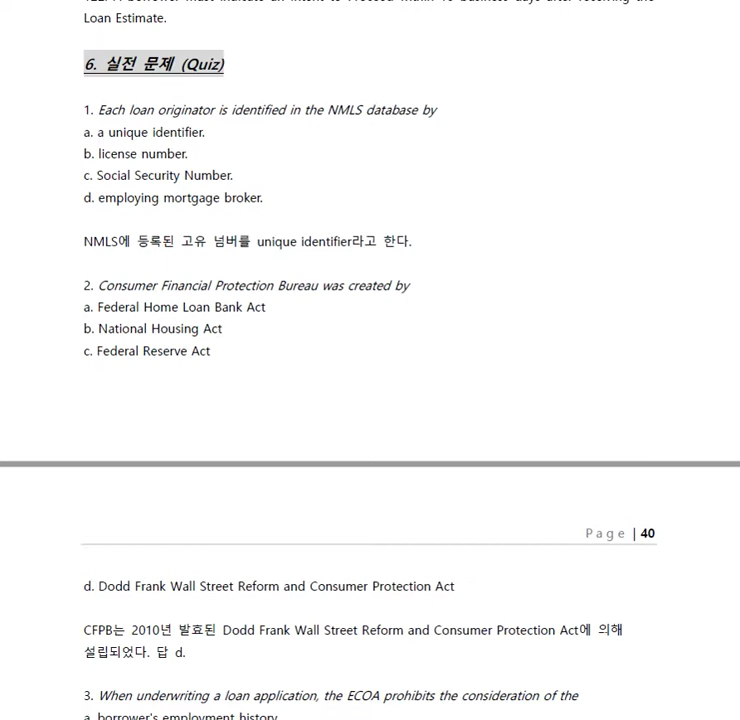 Loan Estimate.
6. 실전 문제 (Quiz)
1. Each loan originator is identified in the NMLS database by
a. a unique identifier.
b. license number.
c. Social Security Number.
d. employing mortgage broker.
NMLS에 등록된 고유 넘버를 unique identifier라고 한다.
2. Consumer Financial Protection Bureau was created by
a. Federal Home Loan Bank Act
b. National Housing Act
c. Federal Reserve Act
Page | 40
d. Dodd Frank Wall Street Reform and Consumer Protection Act
CFPB는 2010년 발효된 Dodd Frank Wall Street Reform and Consumer Protection Act에 의해
설립되었다. 답 d.
3. When underwriting a loan application, the ECOA prohibits the consideration of the
a. borrower's employment history